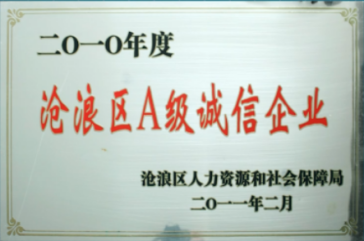 二〇一〇年度
沧浪区A级诚信企业
沧浪区人力资源和社会保障局
二〇一一年二月